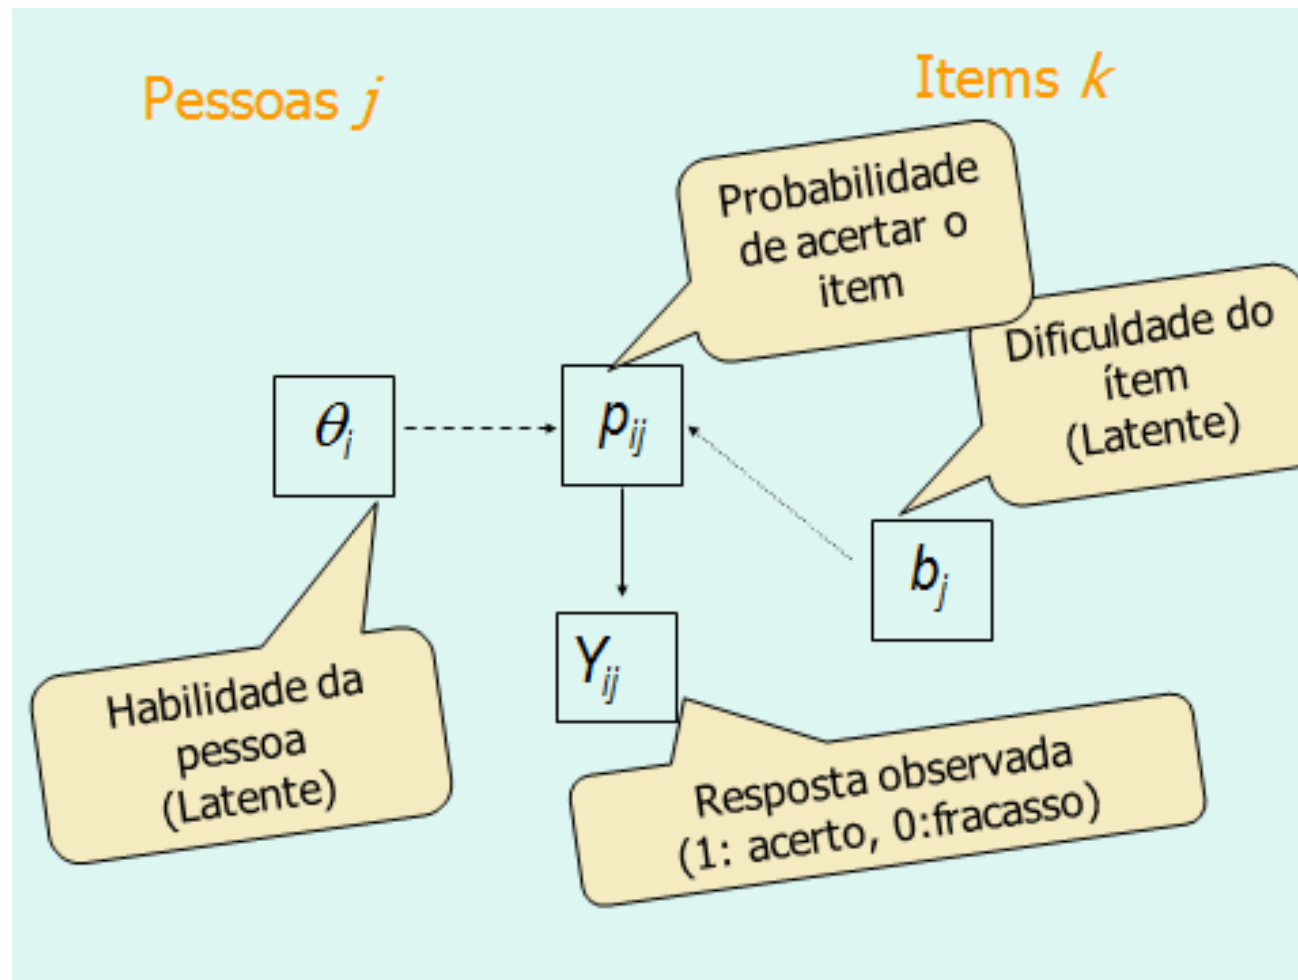 Pessoas j
Items k
Probabilidade
de acertar o
item
Dificuldade do
ítem
(Latente)
θi
pij
bj
Yij
Habilidade da
pessoa
(Latente)
Resposta observada
(1: acerto, 0:fracasso)